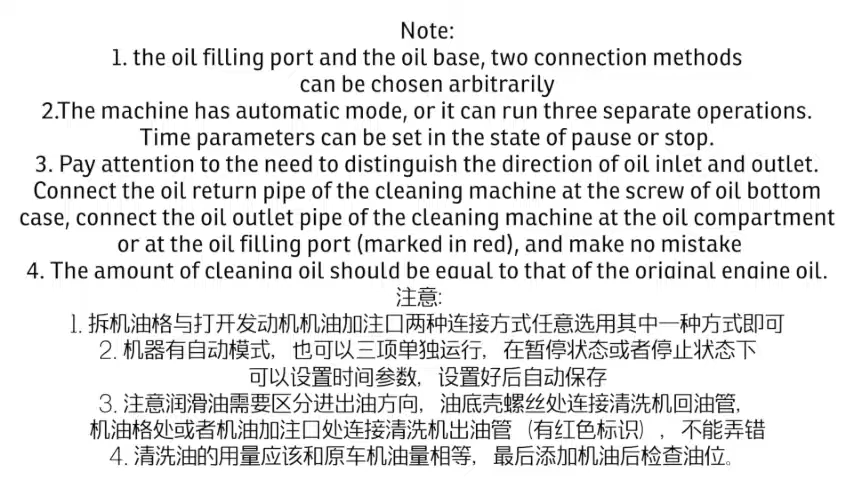 Note:
1. the oil filling port and the oil base, two connection methods
can be chosen arbitrarily
2.The machine has automatic mode, or it can run three separate operations.
Time parameters can be set in the state of pause or stop.
3. Pay attention to the need to distinguish the direction of oil inlet and outlet.
Connect the oil return pipe of the cleaning machine at the screw of oil bottom
case, connect the oil outlet pipe of the cleaning machine at the oil compartment
or at the oil filling port (marked in red), and make no mistake
4. The amount of cleaning oil should be equal to that of the original engine oil.
注意:
1. 拆机油格与打开发动机机油加注口两种连接方式任意选用其中一种方式即可
2. 机器有自动模式，也可以三项单独运行，在暂停状态或者停止状态下
可以设置时间参数，设置好后自动保存
3. 注意润滑油需要区分进出油方向，油底壳螺丝处连接清洗机回油管，
机油格处或者机油加注口处连接清洗机出油管（有红色标识），不能弄错
4. 清洗油的用量应该和原车机油量相等，最后添加机油后检查油位。